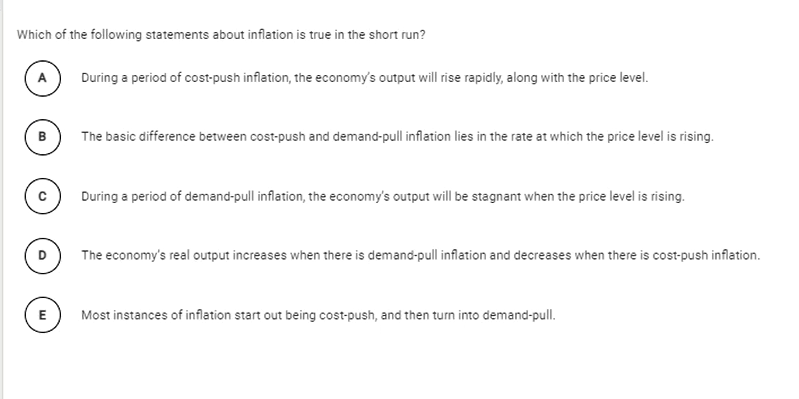 Which of the following statements about inflation is true in the short run?
A During a period of cost-push inflation, the economy's output will rise rapidly, along with the price level.
B The basic difference between cost-push and demand-pull inflation lies in the rate at which the price level is rising.
C During a period of demand-pull inflation, the economy's output will be stagnant when the price level is rising.
D The economy's real output increases when there is demand-pull inflation and decreases when there is cost-push inflation.
E Most instances of inflation start out being cost-push, and then turn into demand-pull.